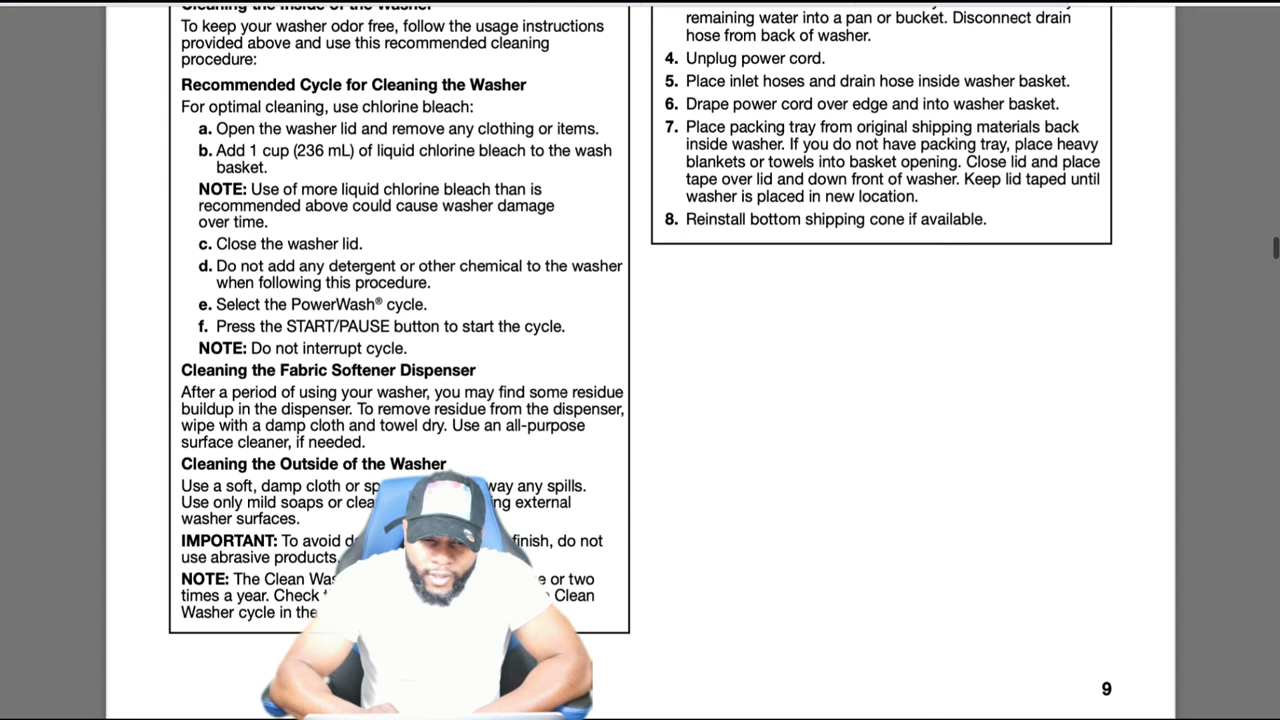 Cleaning the Inside of the Washer
To keep your washer odor free, follow the usage instructions
provided above and use this recommended cleaning
procedure:
Recommended Cycle for Cleaning the Washer
For optimal cleaning, use chlorine bleach:
a. Open the washer lid and remove any clothing or items.
b. Add 1 cup (236 mL) of liquid chlorine bleach to the wash
basket.
NOTE: Use of more liquid chlorine bleach than is
recommended above could cause washer damage
over time.
c. Close the washer lid.
d. Do not add any detergent or other chemical to the washer
when following this procedure.
e. Select the PowerWash® cycle.
f. Press the START/PAUSE button to start the cycle.
NOTE: Do not interrupt cycle.
Cleaning the Fabric Softener Dispenser
After a period of using your washer, you may find some residue
buildup in the dispenser. To remove residue from the dispenser,
wipe with a damp cloth and towel dry. Use an all-purpose
surface cleaner, if needed.
Cleaning the Outside of the Washer
Use a soft, damp cloth or way any spills.
Use only mild soaps or external
washer surfaces.
IMPORTANT: To avoid finish, do not
use abrasive products.
NOTE: The Clean or two
times a year. Check Clean
Washer cycle in the
remaining water into a pan or bucket. Disconnect drain
hose from back of washer.
4. Unplug power cord.
5. Place inlet hoses and drain hose inside washer basket.
6. Drape power cord over edge and into washer basket.
7. Place packing tray from original shipping materials back
inside washer. If you do not have packing tray, place heavy
blankets or towels into basket opening. Close lid and place
tape over lid and down front of washer. Keep lid taped until
washer is placed in new location.
8. Reinstall bottom shipping cone if available.
9